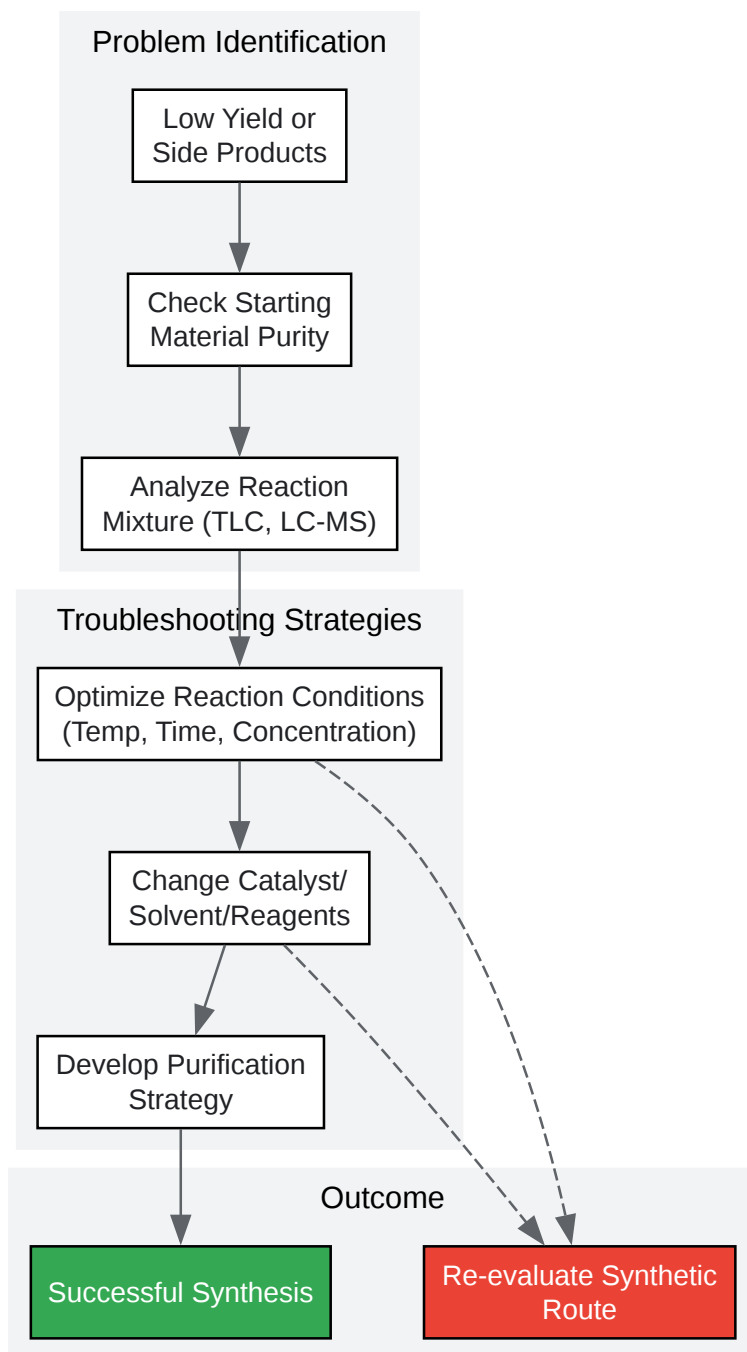 Problem Identification
Low Yield or
Side Products
Check Starting
Material Purity
Analyze Reaction
Mixture (TLC, LC-MS)
Troubleshooting Strategies
Optimize Reaction Conditions
(Temp, Time, Concentration)
Change Catalyst/
Solvent/Reagents
Develop Purification
Strategy
Outcome
Successful Synthesis
Re-evaluate Synthetic
Route